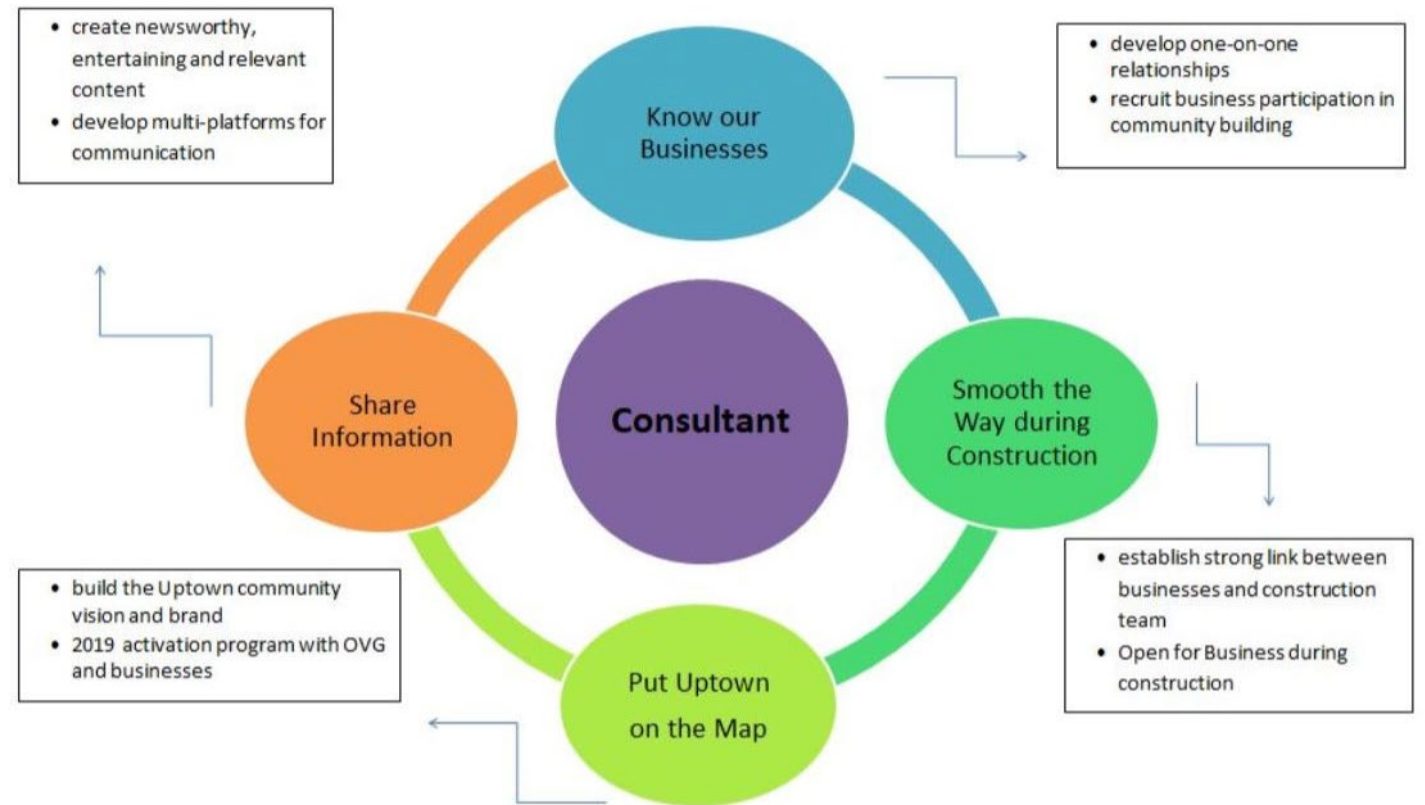 • create newsworthy,
entertaining and relevant
content
• develop multi-platforms for
communication
Know our
Businesses
• develop one-on-one
relationships
• recruit business participation in
community building
Share
Information
Consultant
Smooth the
Way during
Construction
• build the Uptown community
vision and brand
• 2019 activation program with OVG
and businesses
Put Uptown
on the Map
• establish strong link between
businesses and construction
team
• Open for Business during
construction